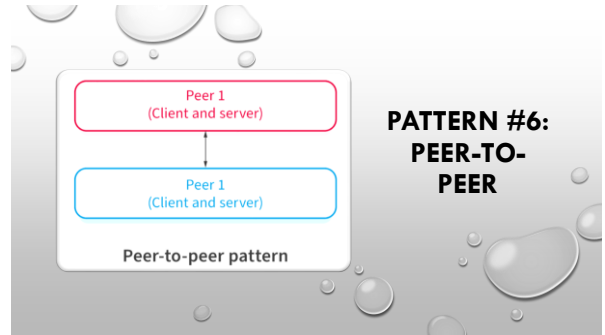 Peer 1
(Client and server)
Peer 1
(Client and server)
Peer-to-peer pattern
PATTERN #6:
PEER-TO-
PEER